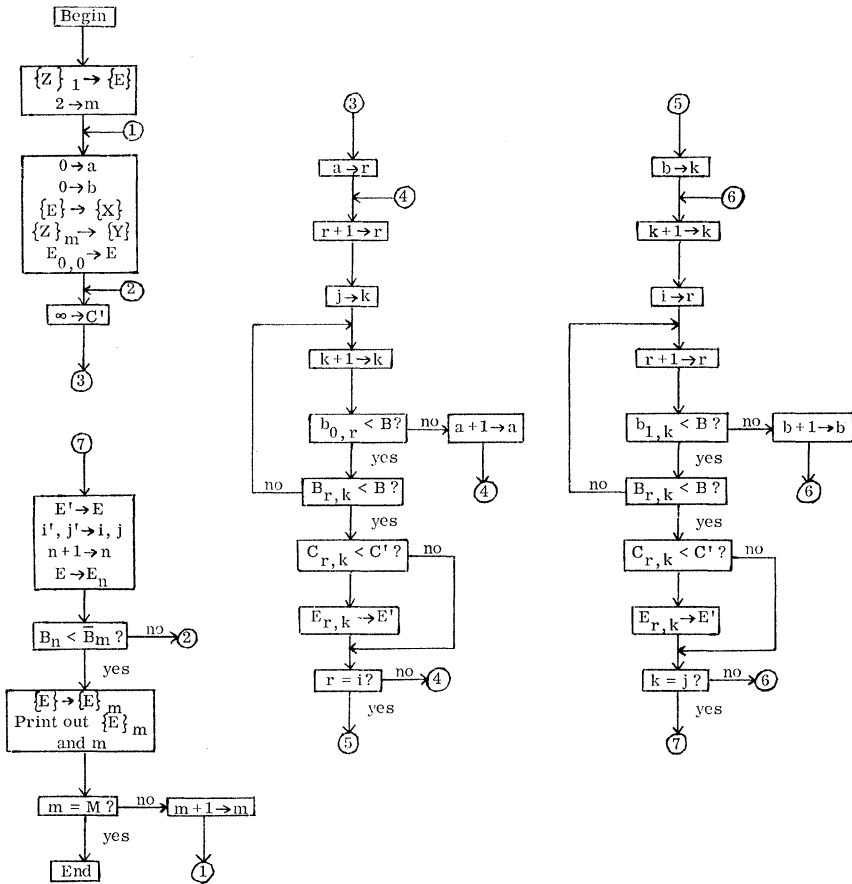 Begin
{Z}₁ → {E}
2 → m
①
0 → a
0 → b
{E} → {X}
{Z}ₘ → {Y}
E₀,₀ → E
②
∞ → C'
③
⑦
E' → E
i', j' → i, j
n+1 → n
E → Eₙ
Bₙ < B̅ₘ ?
no
②
yes
{E} → {E}ₘ
Print out {E}ₘ
and m
m = M ?
no
m+1 → m
yes
①
End
③
a → r
④
r+1 → r
j → k
k+1 → k
b₀,ᵣ < B ?
no
a+1 → a
yes
④
no
Bᵣ,ₖ < B ?
yes
Cᵣ,ₖ < C' ?
no
Eᵣ,ₖ → E'
r = i ?
no
④
yes
⑤
⑤
b → k
⑥
k+1 → k
i → r
r+1 → r
b₁,ₖ < B ?
no
b+1 → b
yes
⑥
no
Bᵣ,ₖ < B ?
yes
Cᵣ,ₖ < C' ?
no
Eᵣ,ₖ → E'
k = j ?
no
⑥
yes
⑦